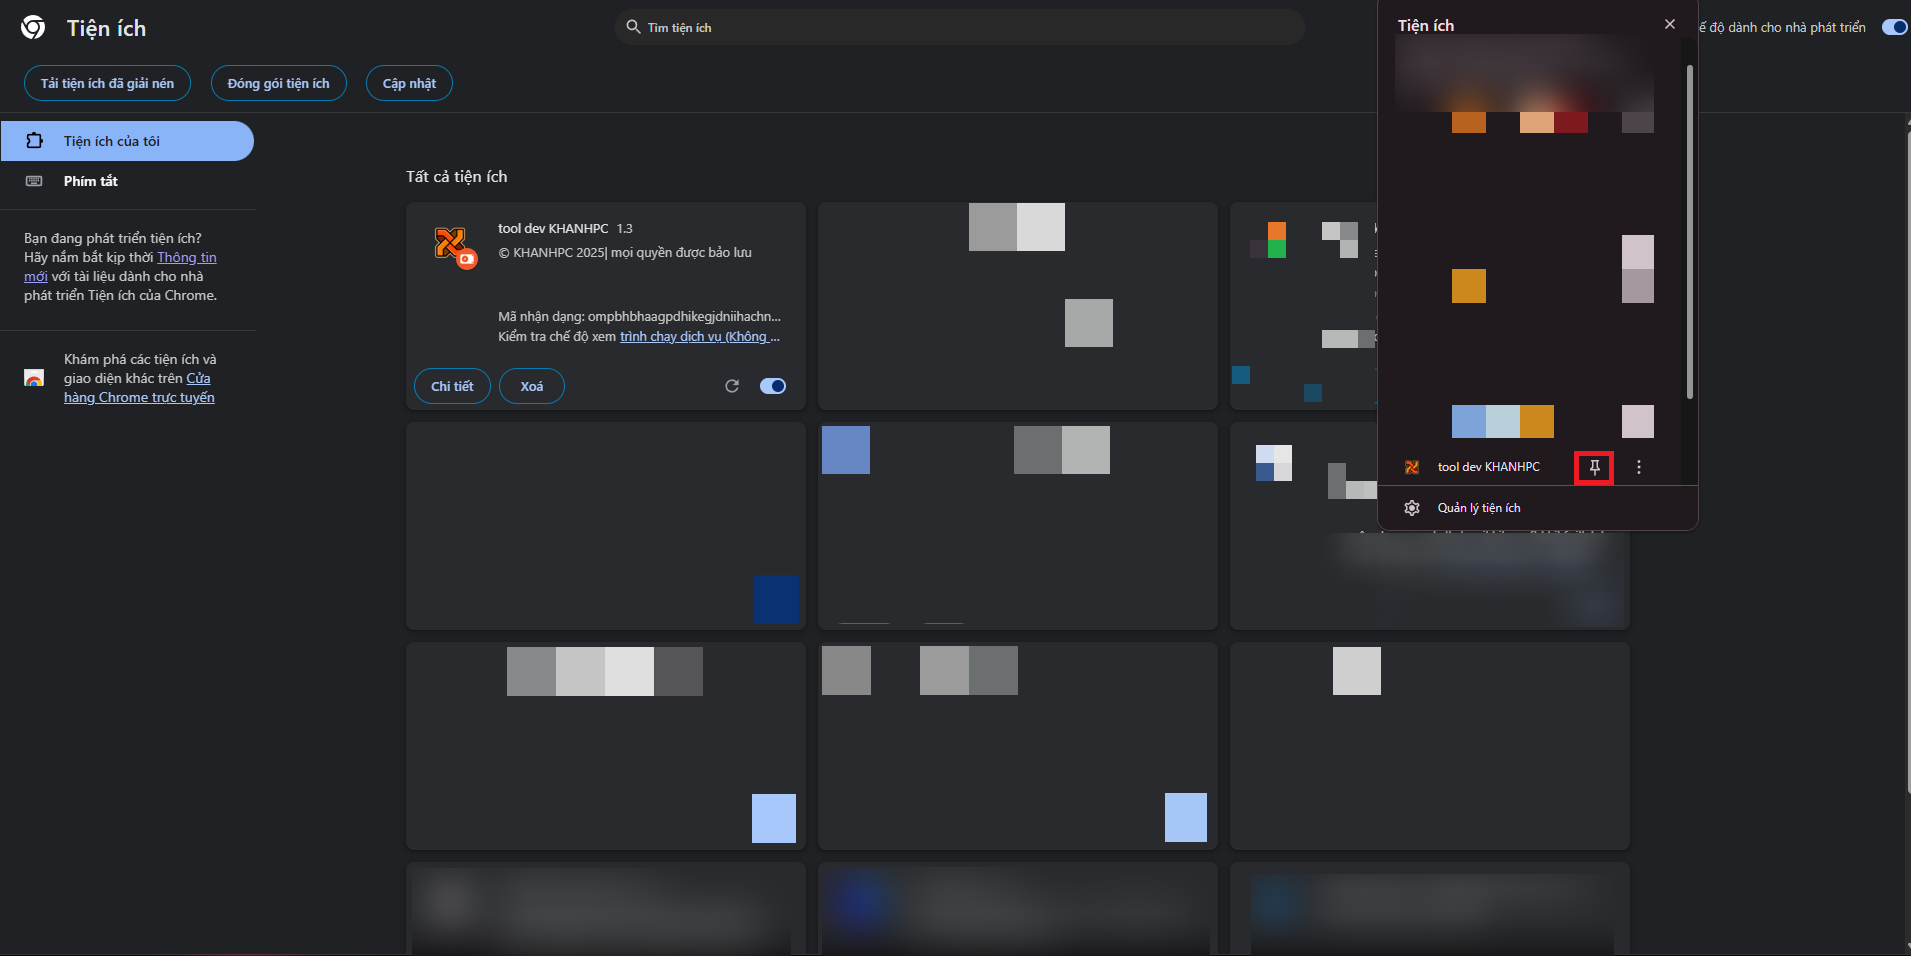 Tiện ích
Tìm tiện ích
Tiện ích
ế độ dành cho nhà phát triển
Tải tiện ích đã giải nén
Đóng gói tiện ích
Cập nhật
Tiện ích của tôi
Phím tắt
Bạn đang phát triển tiện ích?
Hãy nắm bắt kịp thời Thông tin
mới với tài liệu dành cho nhà
phát triển Tiện ích của Chrome.
Khám phá các tiện ích và
giao diện khác trên Cửa
hàng Chrome trực tuyến
Tất cả tiện ích
tool dev KHANHPC 1.3
© KHANHPC 2025| mọi quyền được bảo lưu
Mã nhận dạng: ompbhbhaagpdhikegjdniihachn...
Kiểm tra chế độ xem trình chạy dịch vụ (Không ...
Chi tiết
Xoá
tool dev KHANHPC
Quản lý tiện ích